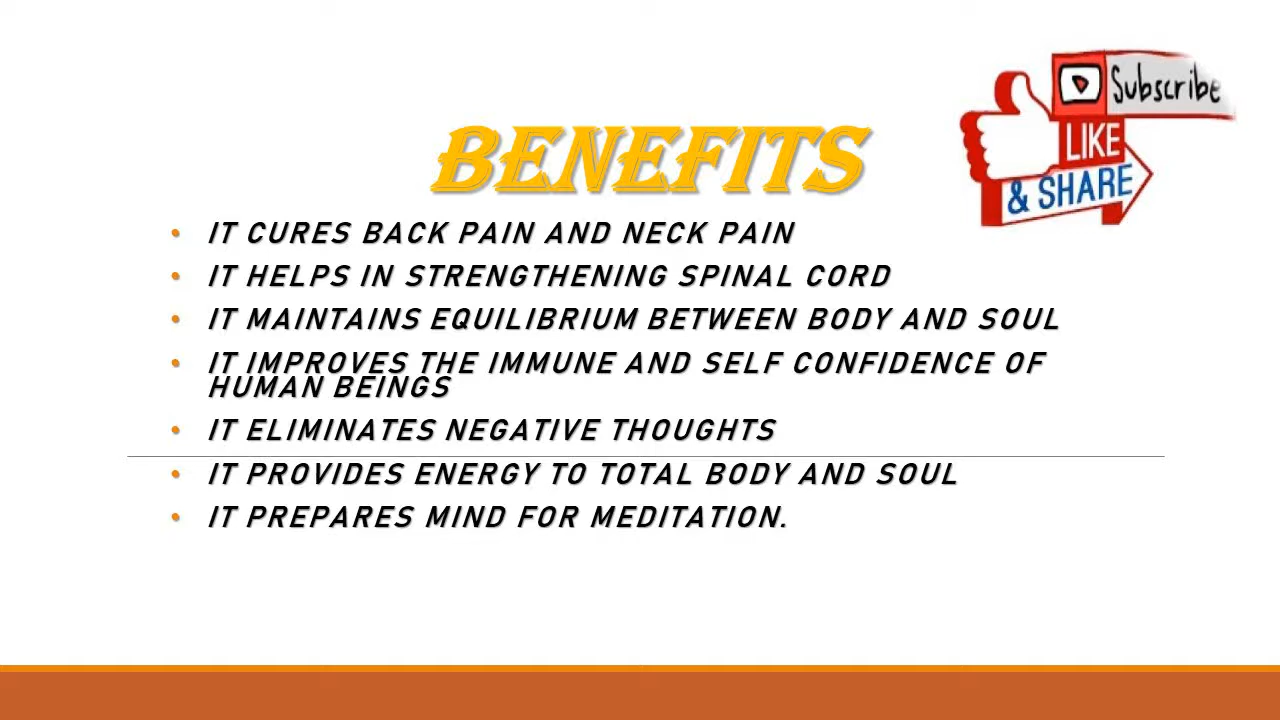 Subscribe
LIKE
& SHARE
BENEFITS
• IT CURES BACK PAIN AND NECK PAIN
• IT HELPS IN STRENGTHENING SPINAL CORD
• IT MAINTAINS EQUILIBRIUM BETWEEN BODY AND SOUL
• IT IMPROVES THE IMMUNE AND SELF CONFIDENCE OF
HUMAN BEINGS
• IT ELIMINATES NEGATIVE THOUGHTS
• IT PROVIDES ENERGY TO TOTAL BODY AND SOUL
• IT PREPARES MIND FOR MEDITATION.